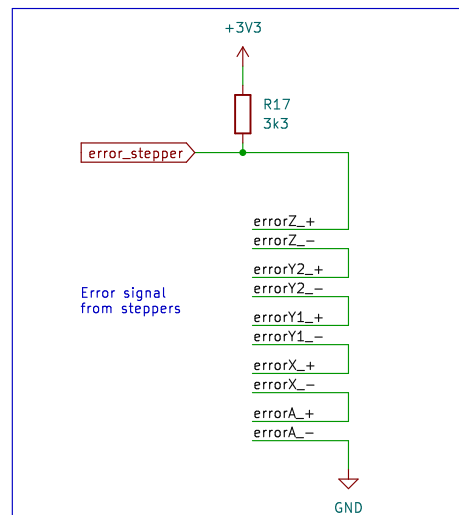 +3V3
R17
3k3
error_stepper
errorZ_+
errorZ_-
errorY2_+
errorY2_-
Error signal
from steppers
errorY1_+
errorY1_-
errorX_+
errorX_-
errorA_+
errorA_-
GND